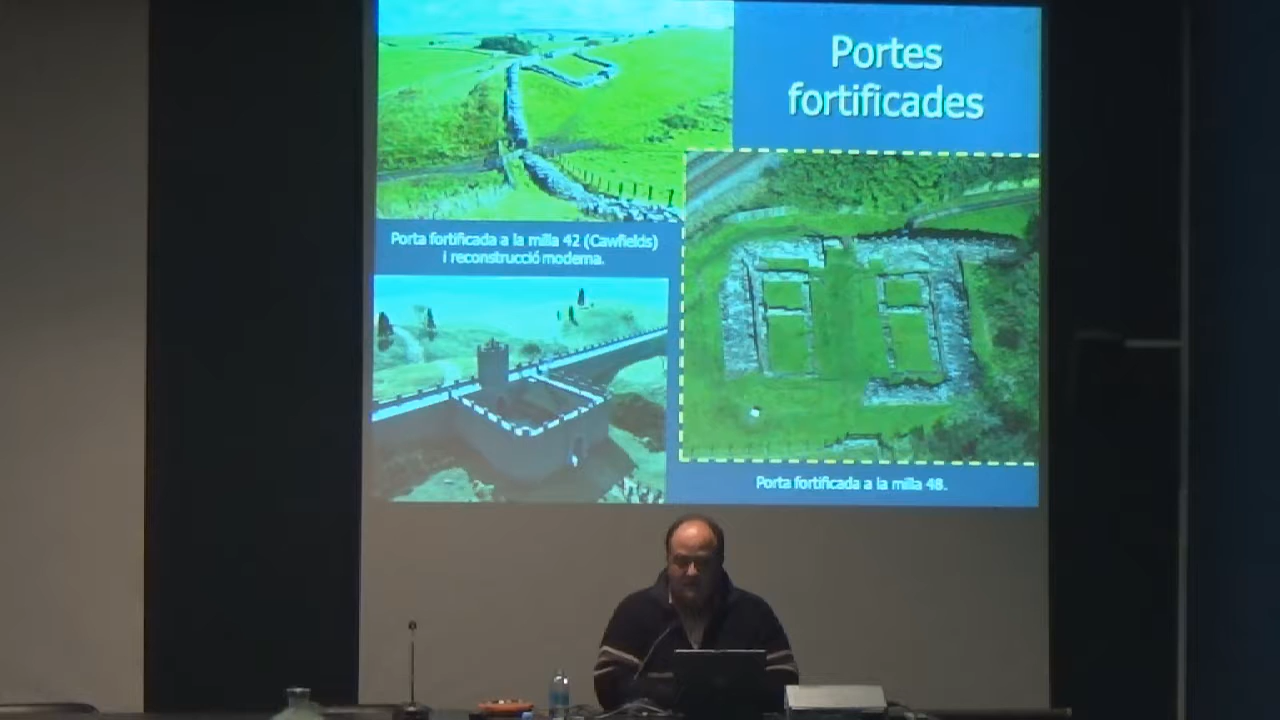 Portes
fortificades
Porta fortificada a la milla 42 (Cawfields)
i reconstrucció moderna.
Porta fortificada a la milla 48.